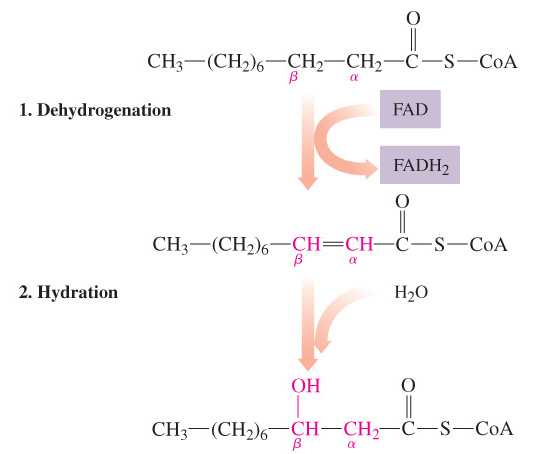 O
CH₃—(CH₂)₆—CH₂—CH₂—C—S—CoA
β α
1. Dehydrogenation
FAD
FADH₂
O
CH₃—(CH₂)₆—CH=CH—C—S—CoA
β α
2. Hydration
H₂O
OH O
CH₃—(CH₂)₆—CH—CH₂—C—S—CoA
β α